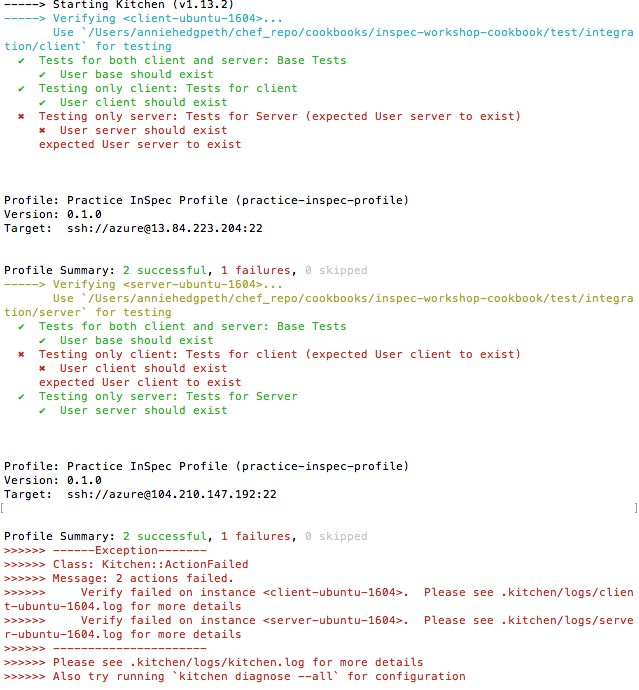 -----> Starting Kitchen (v1.13.2)
-----> Verifying <client-ubuntu-1604>...
       Use `/Users/anniehedgpeth/chef_repo/cookbooks/inspec-workshop-cookbook/test/integra
tion/client` for testing
  ✔  Tests for both client and server: Base Tests
     ✔  User base should exist
  ✔  Testing only client: Tests for client
     ✔  User client should exist
  ✖  Testing only server: Tests for Server (expected User server to exist)
     ✖  User server should exist
     expected User server to exist
Profile: Practice InSpec Profile (practice-inspec-profile)
Version: 0.1.0
Target:  ssh://azure@13.84.223.204:22
Profile Summary: 2 successful, 1 failures, 0 skipped
-----> Verifying <server-ubuntu-1604>...
       Use `/Users/anniehedgpeth/chef_repo/cookbooks/inspec-workshop-cookbook/test/integra
tion/server` for testing
  ✔  Tests for both client and server: Base Tests
     ✔  User base should exist
  ✖  Testing only client: Tests for client (expected User client to exist)
     ✖  User client should exist
     expected User client to exist
  ✔  Testing only server: Tests for Server
     ✔  User server should exist
Profile: Practice InSpec Profile (practice-inspec-profile)
Version: 0.1.0
Target:  ssh://azure@104.210.147.192:22
[ ]
Profile Summary: 2 successful, 1 failures, 0 skipped
>>>>>> ------Exception-------
>>>>>> Class: Kitchen::ActionFailed
>>>>>> Message: 2 actions failed.
>>>>>>     Verify failed on instance <client-ubuntu-1604>.  Please see .kitchen/logs/clien
t-ubuntu-1604.log for more details
>>>>>>     Verify failed on instance <server-ubuntu-1604>.  Please see .kitchen/logs/serve
r-ubuntu-1604.log for more details
>>>>>> ----------------------
>>>>>> Please see .kitchen/logs/kitchen.log for more details
>>>>>> Also try running `kitchen diagnose --all` for configuration